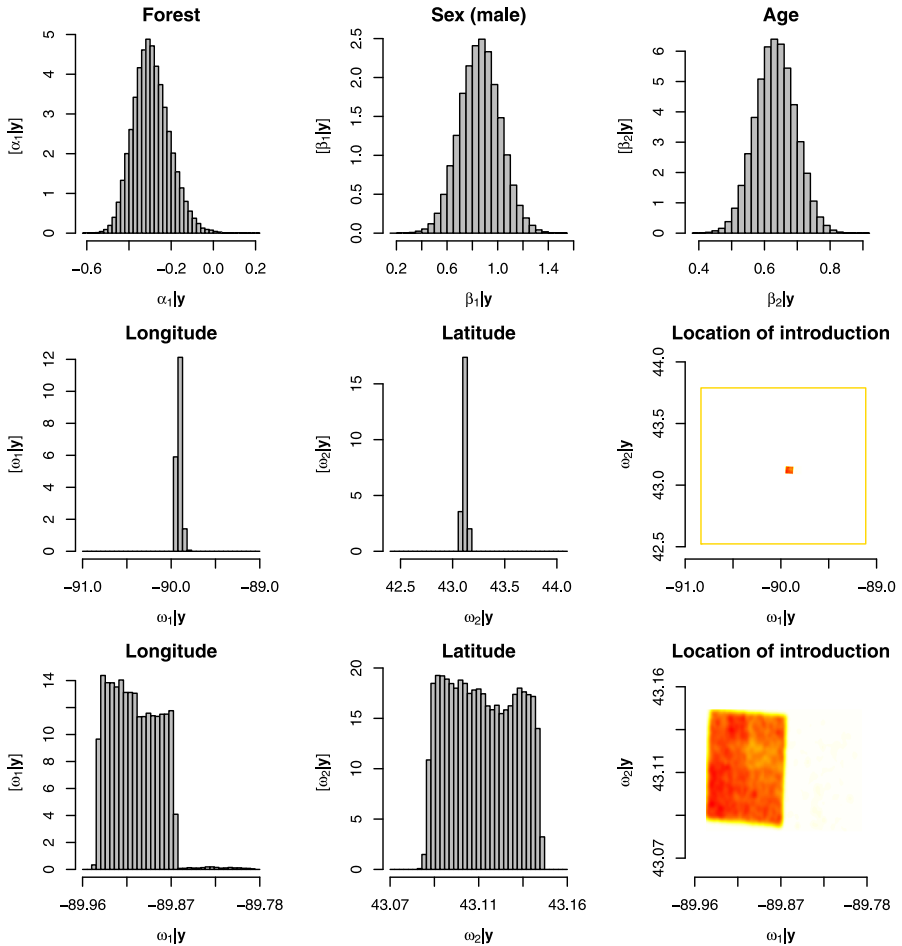 Forest
Sex (male)
Age
[α₁|y]
0 1 2 3 4 5
−0.6 −0.2 0.0 0.2
α₁|y
[β₁|y]
0.0 0.5 1.0 1.5 2.0 2.5
0.2 0.6 1.0 1.4
β₁|y
[β₂|y]
0 1 2 3 4 5 6
0.4 0.6 0.8
β₂|y
Longitude
Latitude
Location of introduction
[ω₁|y]
0 2 4 6 8 10 12
−91.0 −90.0 −89.0
ω₁|y
[ω₂|y]
0 5 10 15
42.5 43.0 43.5 44.0
ω₂|y
ω₂|y
42.5 43.0 43.5 44.0
−91.0 −90.0 −89.0
ω₁|y
Longitude
Latitude
Location of introduction
[ω₁|y]
0 2 4 6 8 10 14
−89.96 −89.87 −89.78
ω₁|y
[ω₂|y]
0 5 10 15 20
43.07 43.11 43.16
ω₂|y
ω₂|y
43.07 43.11 43.16
−89.96 −89.87 −89.78
ω₁|y